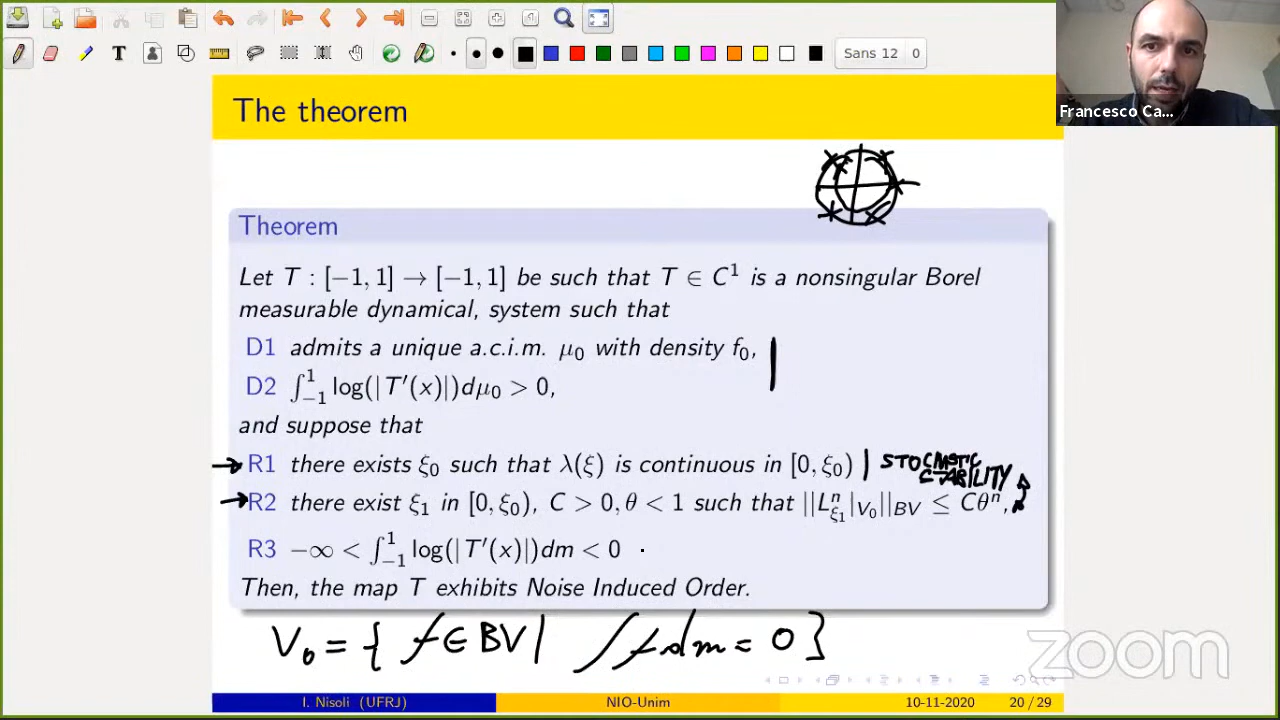 T
Sans 12 0
Francesco Ca...
The theorem
Theorem
Let T : [−1, 1] → [−1, 1] be such that T ∈ C¹ is a nonsingular Borel
measurable dynamical, system such that
D1 admits a unique a.c.i.m. μ₀ with density f₀,
D2 ∫₋₁¹ log(|T′(x)|)dμ₀ > 0,
and suppose that
R1 there exists ξ₀ such that λ(ξ) is continuous in [0, ξ₀) STOCHASTIC
STABILITY
R2 there exist ξ₁ in [0, ξ₀), C > 0, θ < 1 such that ||Lⁿ_ξ₁|_V₀||_BV ≤ Cθⁿ,
R3 −∞ < ∫₋₁¹ log(|T′(x)|)dm < 0
Then, the map T exhibits Noise Induced Order.
V₀ = { f ∈ BV | ∫ f dm = 0 }
zoom
I. Nisoli (UFRJ) NIO-Unim 10-11-2020 20 / 29